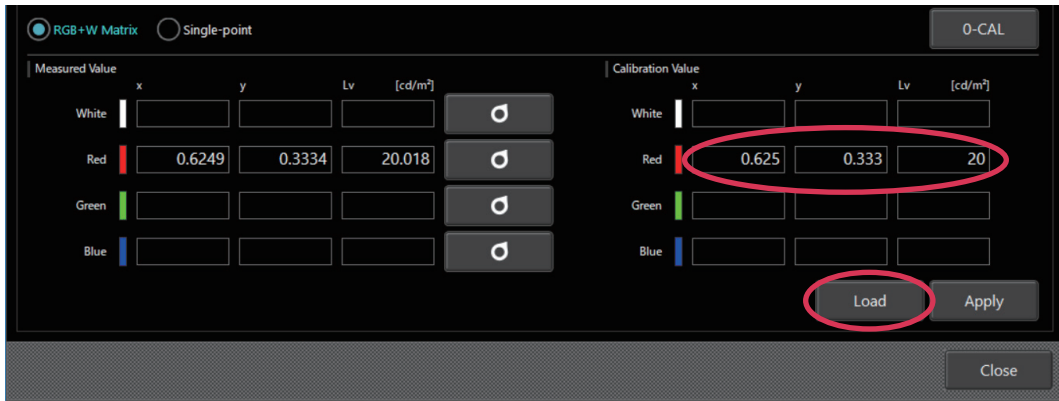 RGB+W Matrix Single-point 0-CAL
Measured Value Calibration Value
x y Lv [cd/m²] x y Lv [cd/m²]
White White
Red 0.6249 0.3334 20.018 Red 0.625 0.333 20
Green Green
Blue Blue
Load Apply
Close